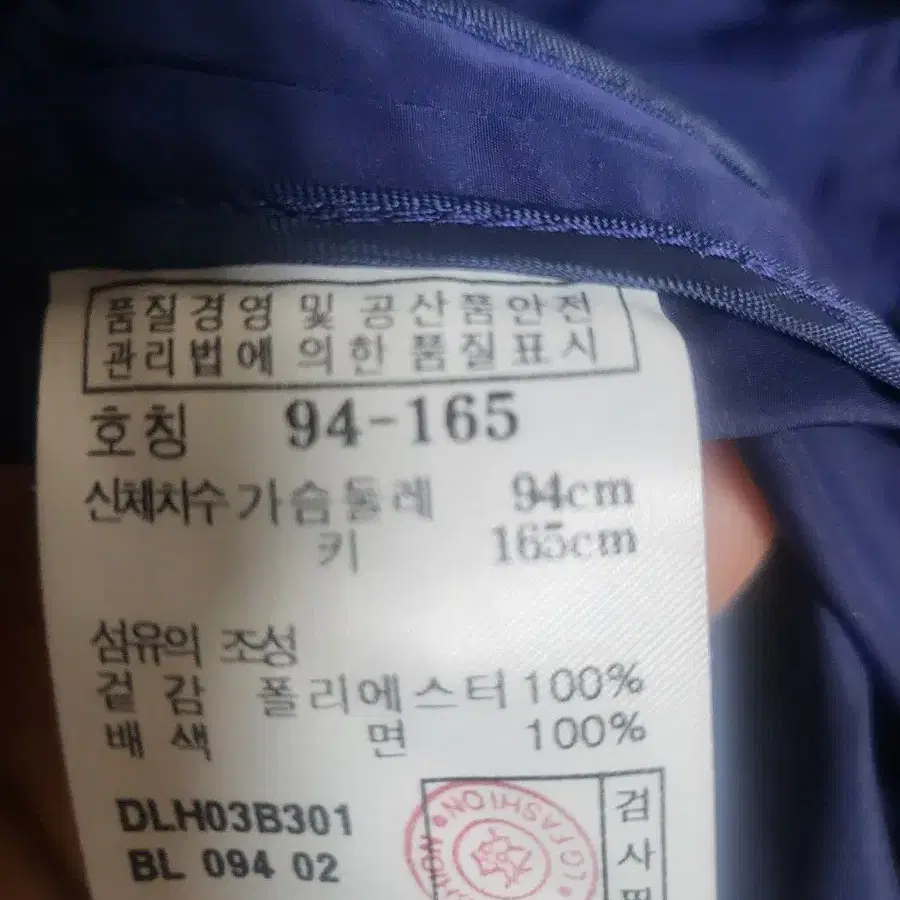 품질경영 및 공산품안전
관리법에 의한 품질표시
호칭 94-165
신체치수 가슴둘레 94cm
키 165cm
섬유의 조성
겉감 폴리에스터 100%
배색 면 100%
DLH03B301
BL 094 02
LGFASHION
검사